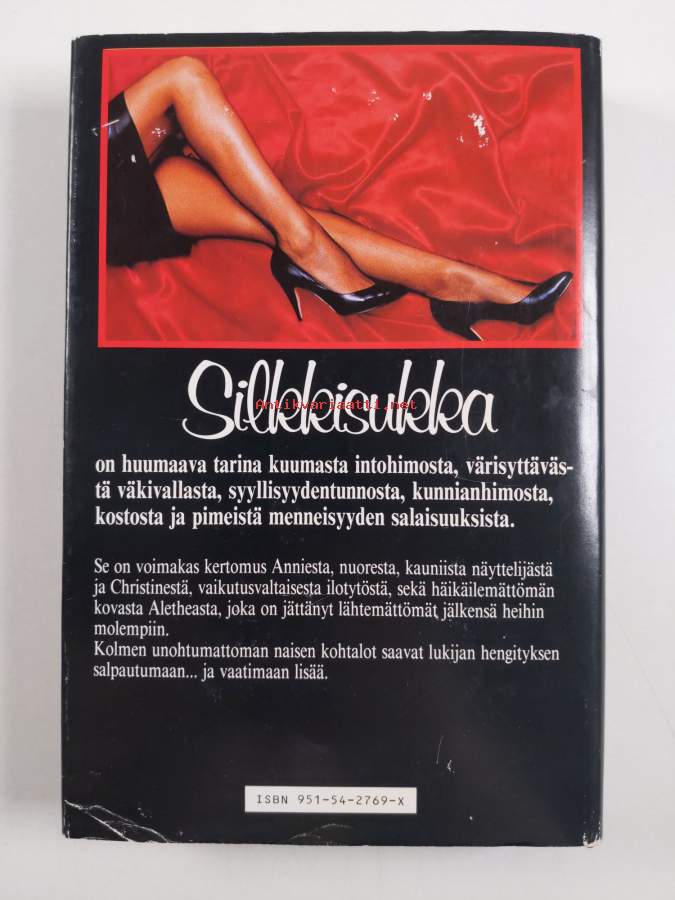 Silkkisukka
Antikvariaatti.net
on huumaava tarina kuumasta intohimosta, värisyttäväs-
tä väkivallasta, syyllisyydentunnosta, kunnianhimosta,
kostosta ja pimeistä menneisyyden salaisuuksista.
Se on voimakas kertomus Anniesta, nuoresta, kauniista näyttelijästä
ja Christinestä, vaikutusvaltaisesta ilotytöstä, sekä häikäilemättömän
kovasta Aletheasta, joka on jättänyt lähtemättömät jälkensä heihin
molempiin.
Kolmen unohtumattoman naisen kohtalot saavat lukijan hengityksen
salpautumaan... ja vaatimaan lisää.
ISBN 951-54-2769-X